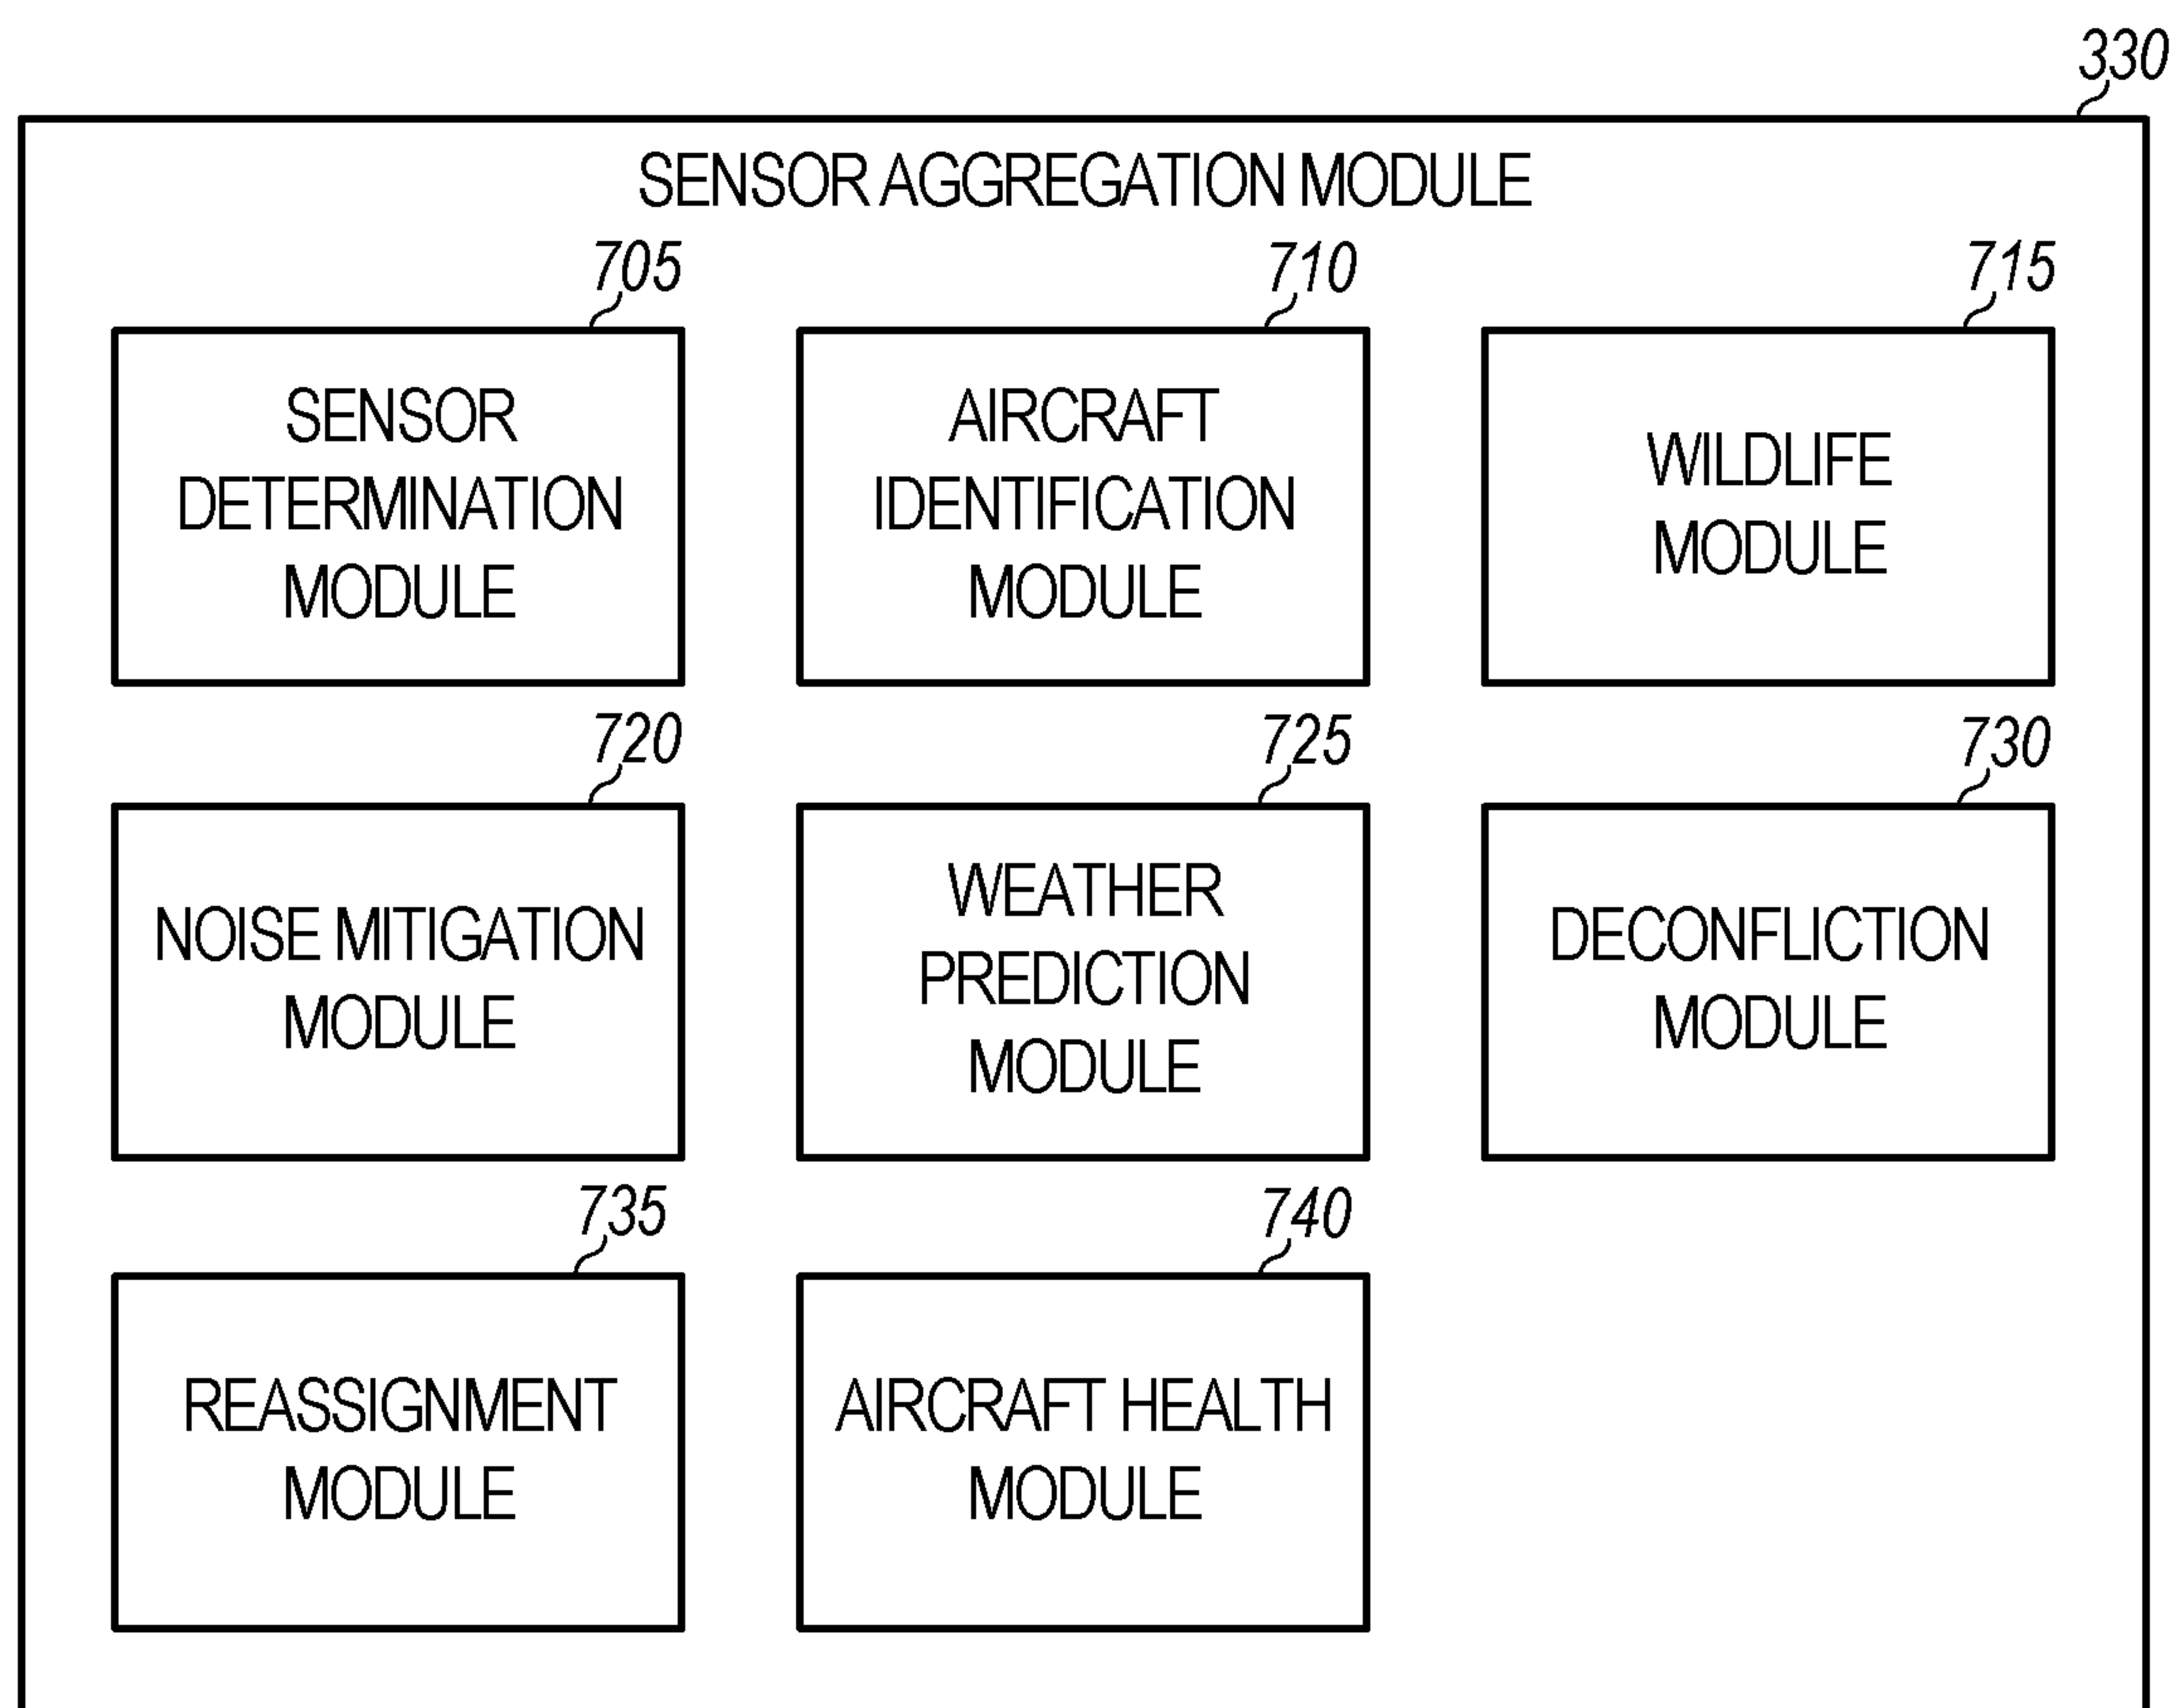 330
SENSOR AGGREGATION MODULE
705
SENSOR
DETERMINATION
MODULE
710
AIRCRAFT
IDENTIFICATION
MODULE
715
WILDLIFE
MODULE
720
NOISE MITIGATION
MODULE
725
WEATHER
PREDICTION
MODULE
730
DECONFLICTION
MODULE
735
REASSIGNMENT
MODULE
740
AIRCRAFT HEALTH
MODULE